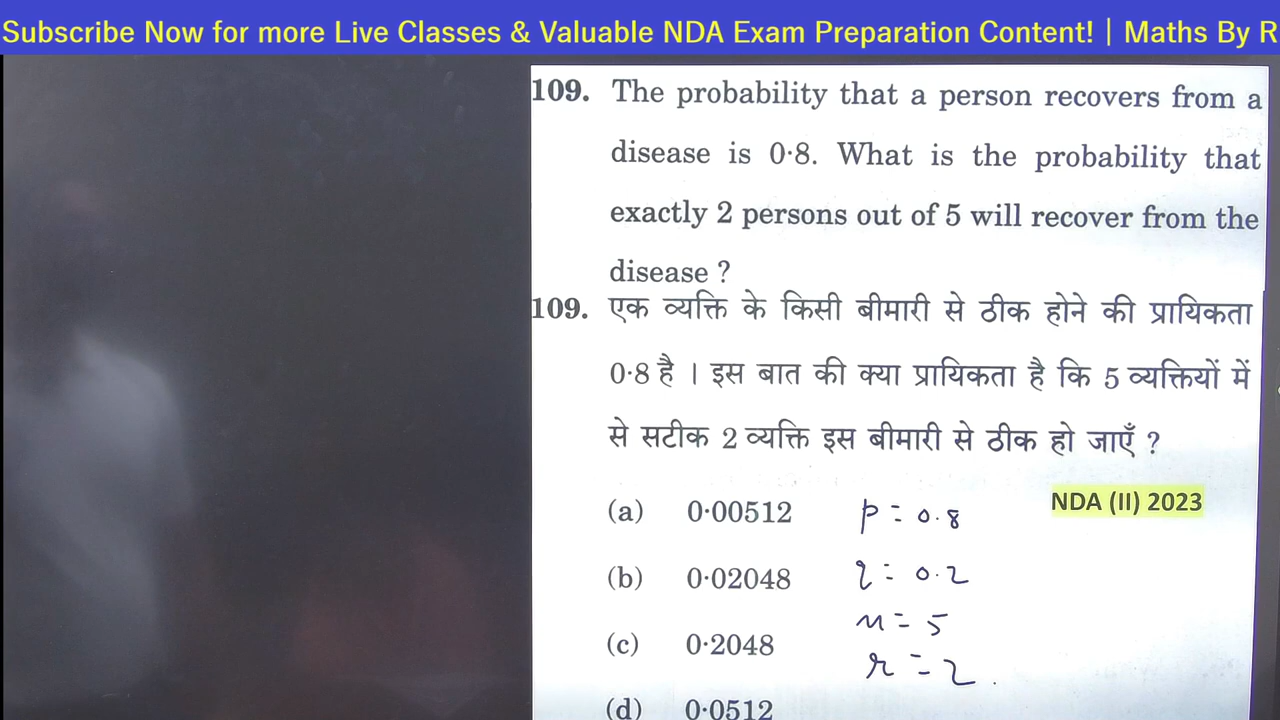 Subscribe Now for more Live Classes & Valuable NDA Exam Preparation Content! | Maths By R
109. The probability that a person recovers from a
disease is 0·8. What is the probability that
exactly 2 persons out of 5 will recover from the
disease ?
109. एक व्यक्ति के किसी बीमारी से ठीक होने की प्रायिकता
0·8 है । इस बात की क्या प्रायिकता है कि 5 व्यक्तियों में
से सटीक 2 व्यक्ति इस बीमारी से ठीक हो जाएँ ?
NDA (II) 2023
(a) 0·00512 p = 0.8
(b) 0·02048 q = 0.2
n = 5
(c) 0·2048
r = 2
(d) 0·0512